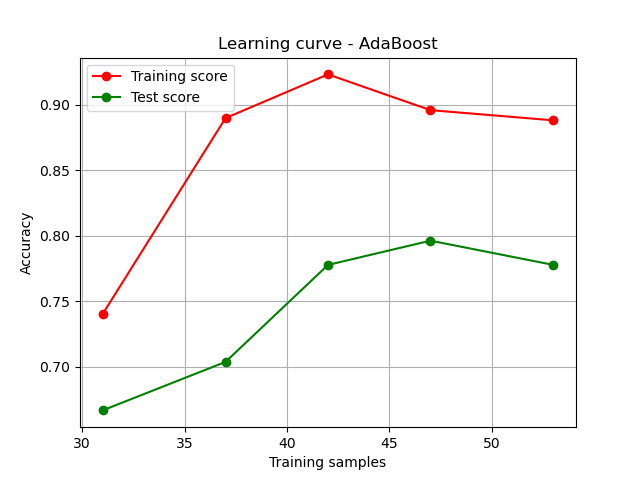 Learning curve - AdaBoost
Training score
Test score
0.90
0.85
0.80
0.75
0.70
Accuracy
30
35
40
45
50
Training samples